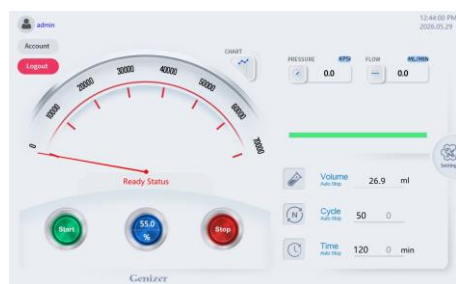 admin
12:44:00 PM
2026.05.29
Account
Logout
CHART
PRESSURE KPSI FLOW ML/MIN
0.0 0.0
0 10000 20000 30000 40000 50000 60000 70000
Ready Status
Setting
Volume 26.9 ml
Auto Stop
Cycle 50 0
Auto Stop
Time 120 0 min
Auto Stop
Start 55.0 % Stop
Genizer